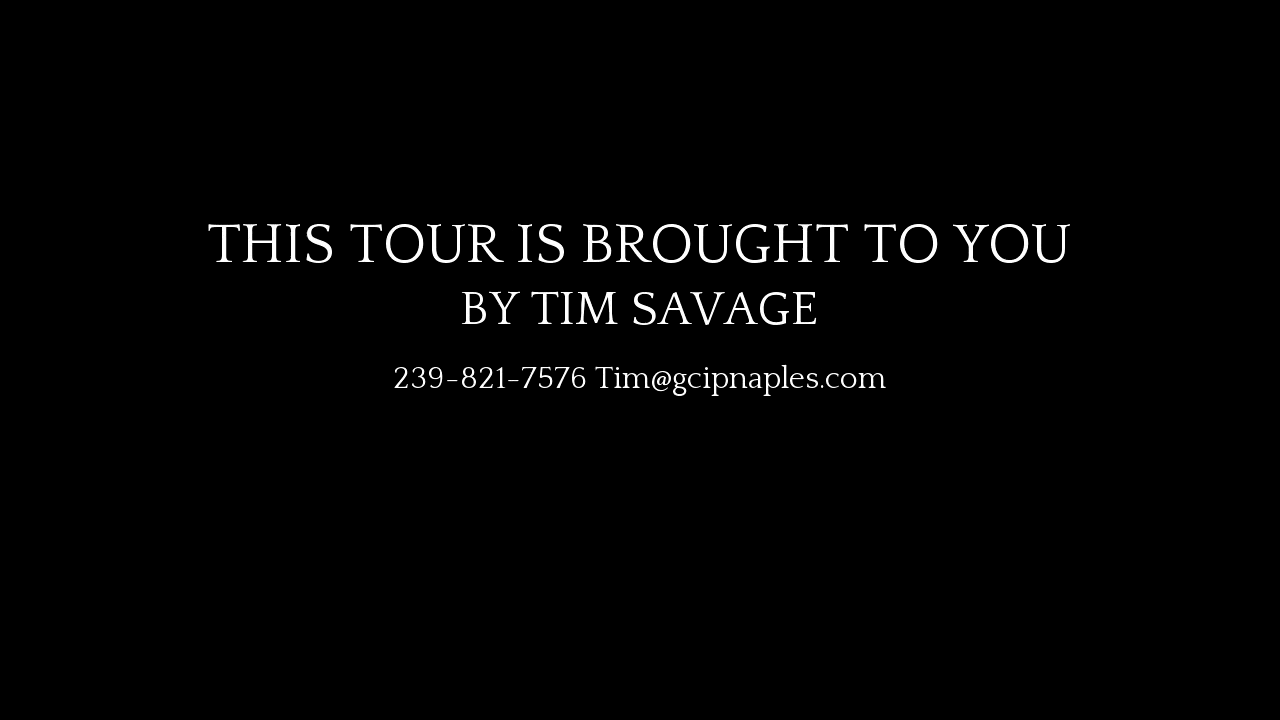 THIS TOUR IS BROUGHT TO YOU
BY TIM SAVAGE
239-821-7576 Tim@gcipnaples.com